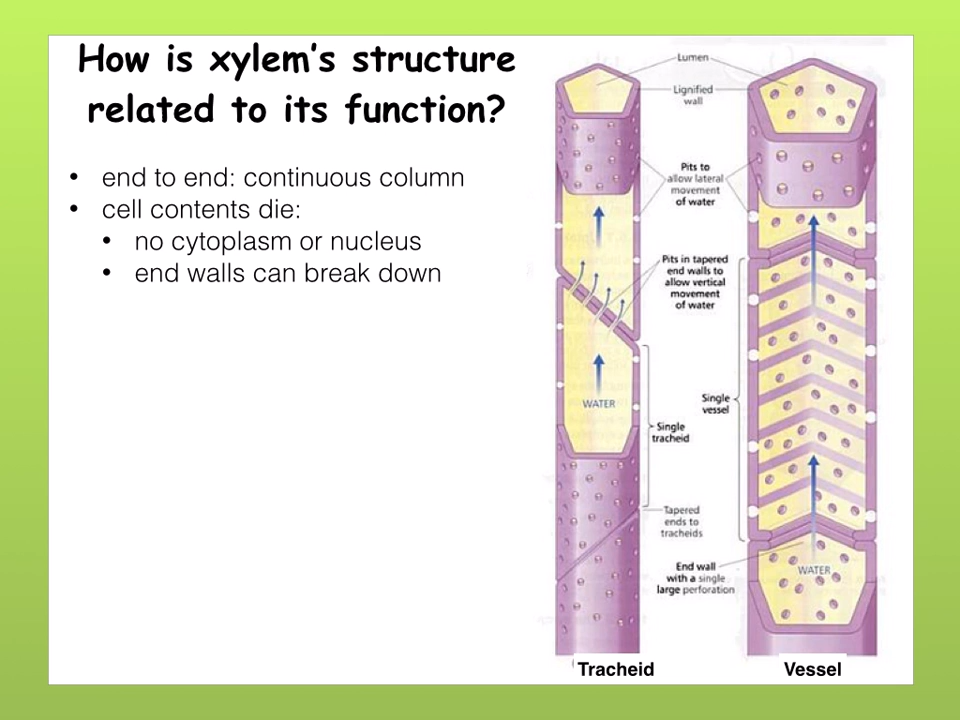 How is xylem's structure
related to its function?
• end to end: continuous column
• cell contents die:
• no cytoplasm or nucleus
• end walls can break down
Lumen
Lignified
wall
Pits to
allow lateral
movement
of water
Pits in tapered
end walls to
allow vertical
movement
of water
WATER
Single
vessel
Single
tracheid
Tapered
ends to
tracheids
End wall
with a single
large perforation
WATER
Tracheid
Vessel